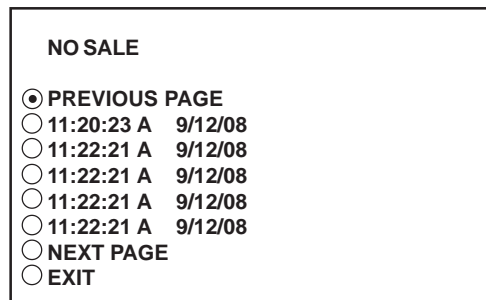 NO SALE
PREVIOUS PAGE
11:20:23 A 9/12/08
11:22:21 A 9/12/08
11:22:21 A 9/12/08
11:22:21 A 9/12/08
11:22:21 A 9/12/08
NEXT PAGE
EXIT